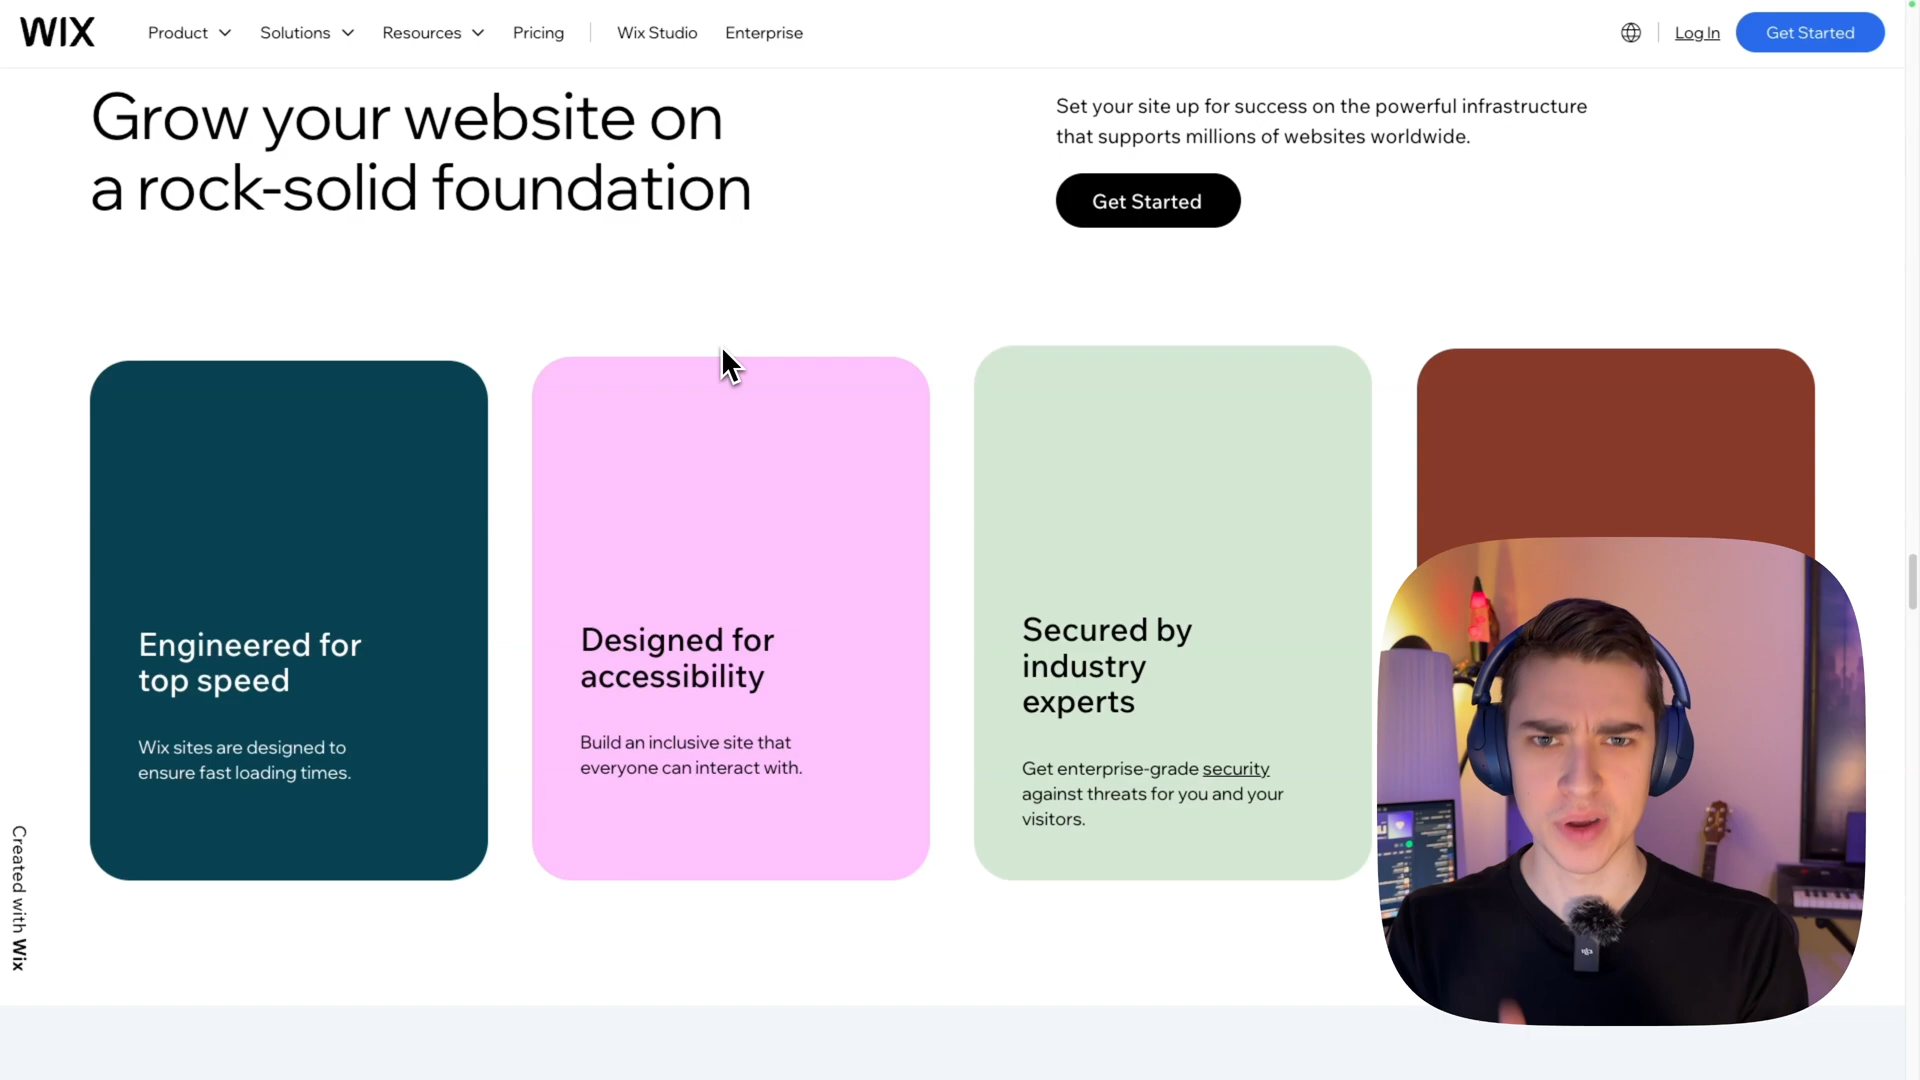 WIX
Product
Solutions
Resources
Pricing
Wix Studio
Enterprise
Log In
Get Started
Grow your website on
a rock-solid foundation
Set your site up for success on the powerful infrastructure
that supports millions of websites worldwide.
Get Started
Engineered for
top speed
Wix sites are designed to
ensure fast loading times.
Designed for
accessibility
Build an inclusive site that
everyone can interact with.
Secured by
industry
experts
Get enterprise-grade security
against threats for you and your
visitors.
Created with Wix